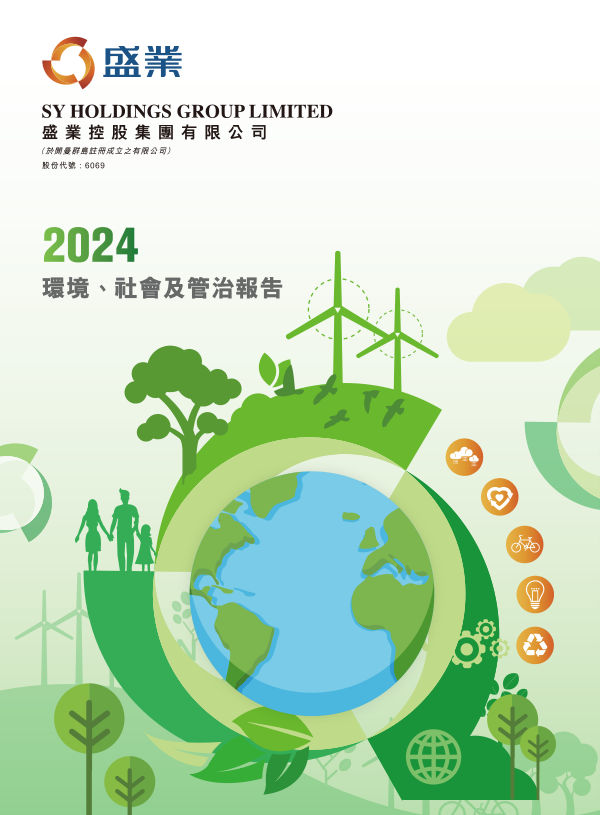 盛業
SY HOLDINGS GROUP LIMITED
盛業控股集團有限公司
(於開曼群島註冊成立之有限公司)
股份代號：6069
2024
環境、社會及管治報告